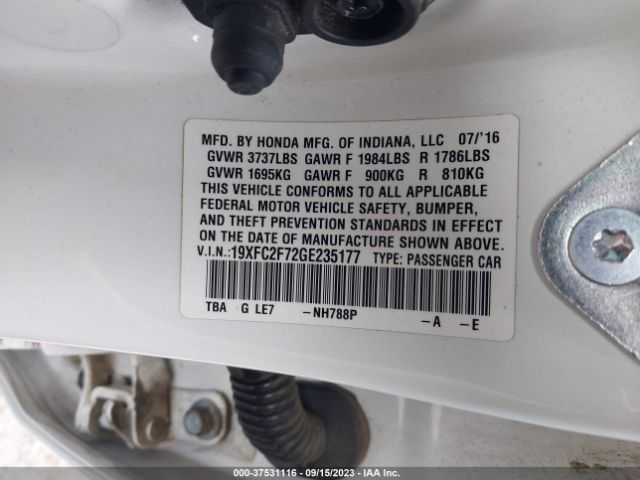 MFD. BY HONDA MFG. OF INDIANA, LLC 07/'16
GVWR 3737LBS GAWR F 1984LBS R 1786LBS
GVWR 1695KG GAWR F 900KG R 810KG
THIS VEHICLE CONFORMS TO ALL APPLICABLE
FEDERAL MOTOR VEHICLE SAFETY, BUMPER,
AND THEFT PREVENTION STANDARDS IN EFFECT
ON THE DATE OF MANUFACTURE SHOWN ABOVE.
V.I.N.:19XFC2F72GE235177 TYPE: PASSENGER CAR
TBA G LE7 -NH788P -A -E
000-37531116 - 09/15/2023 - IAA Inc.